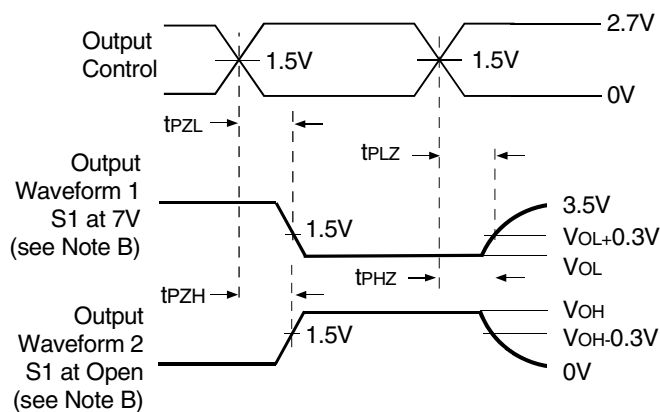 2.7V
Output
Control
1.5V
1.5V
0V
tPZL
tPLZ
Output
Waveform 1
S1 at 7V
(see Note B)
3.5V
1.5V
VOL+0.3V
VOL
tPZH
tPHZ
Output
Waveform 2
S1 at Open
(see Note B)
VOH
1.5V
VOH-0.3V
0V